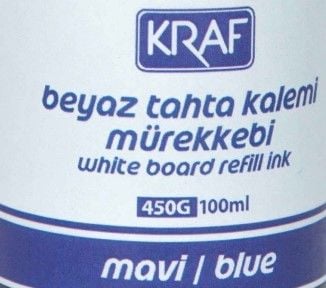 KRAF
beyaz tahta kalemi
mürekkebi
white board refill ink
450G 100ml
mavi / blue